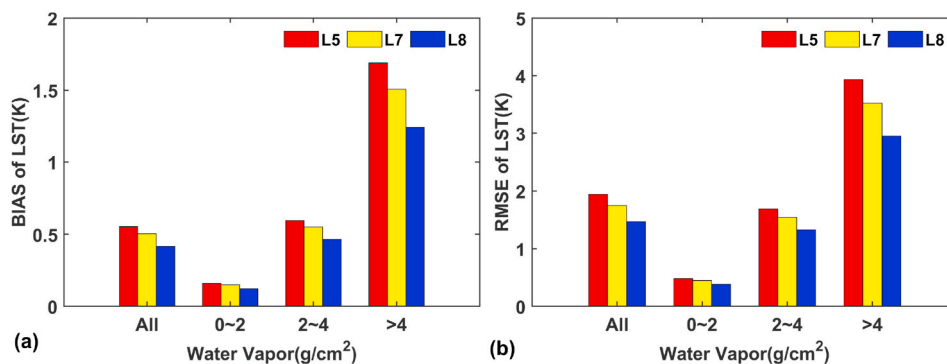 2
1.5
1
0.5
0
BIAS of LST(K)
L5 L7 L8
All 0~2 2~4 >4
Water Vapor(g/cm²)
(a)
5
4
3
2
1
0
RMSE of LST(K)
L5 L7 L8
All 0~2 2~4 >4
Water Vapor(g/cm²)
(b)